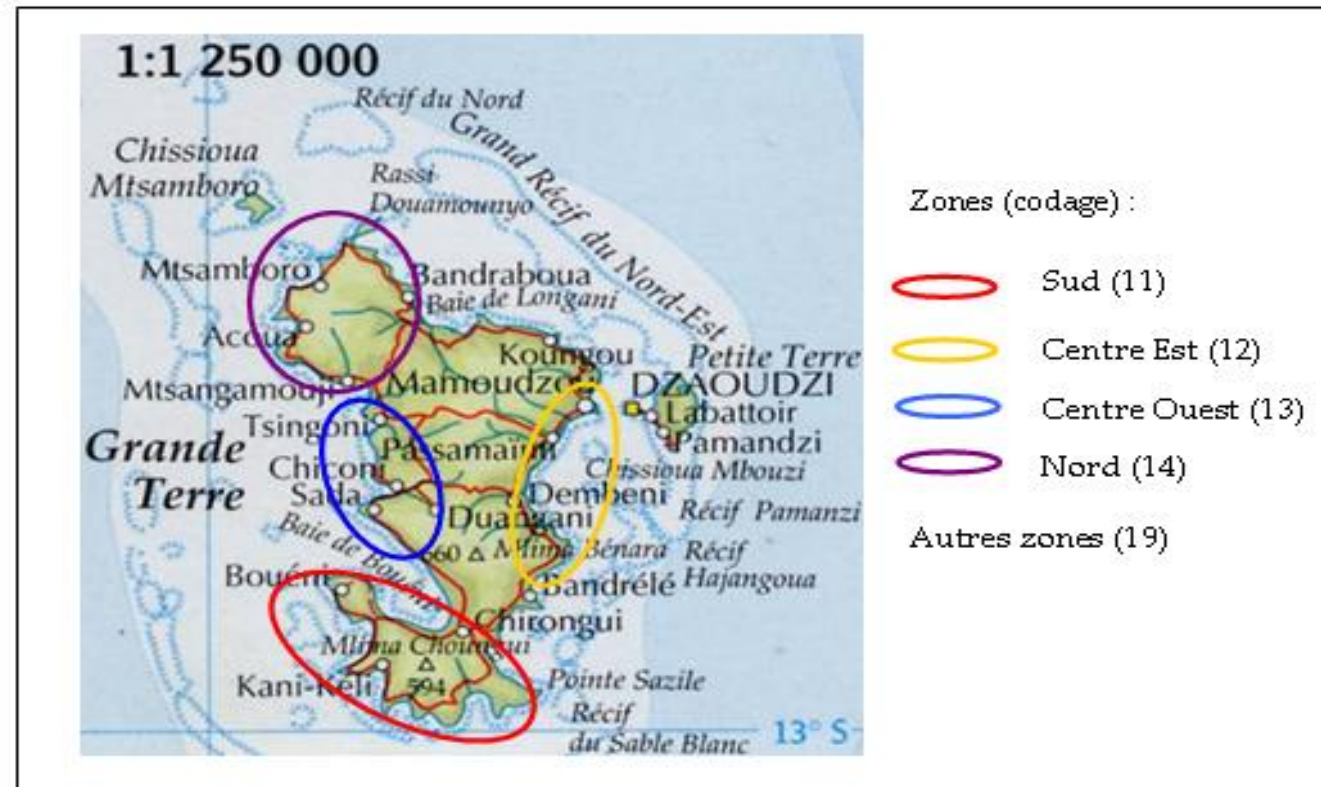 1:1 250 000
Récif du Nord
Grand Récif du Nord-Est
Chissioua
Mtsamboro
Rassi
Douamounyo
Mtsamboro
Bandraboua
Baie de Longani
Acoua
Koungou
Petite Terre
Mtsangamouji
Mamoudzou
DZAOUDZI
Labattoir
Tsingoni
Pamandzi
Grande
Terre
Passamaïnti
Chiconi
Chissioua Mbouzi
Sada
Dembeni
Ouangani
Récif Pamanzi
Baie de Bouéni
660
Mlima Bénara
Récif
Hajangoua
Bouéni
Bandrélé
Chirongui
Mlima Choungui
Kani-Kéli
594
Pointe Sazile
Récif
du Sable Blanc
13° S
Zones (codage) :
Sud (11)
Centre Est (12)
Centre Ouest (13)
Nord (14)
Autres zones (19)